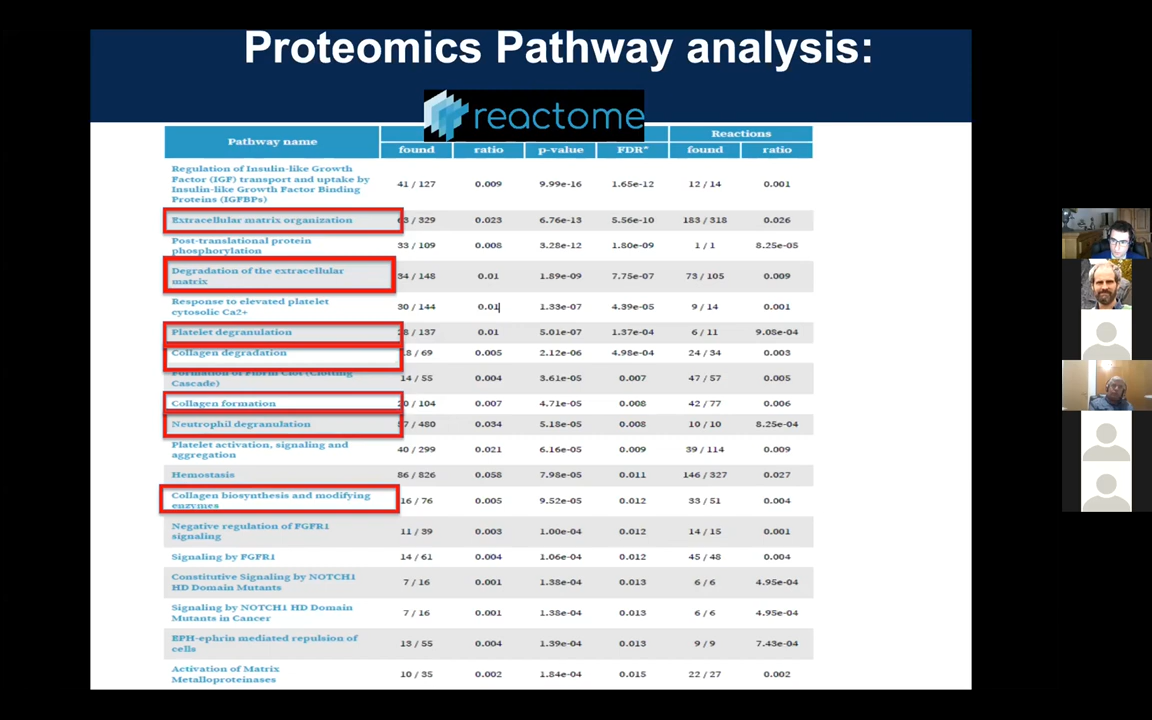 Proteomics Pathway analysis:
reactome
Pathway name
Reactions
found ratio p-value FDR* found ratio
Regulation of Insulin-like Growth
Factor (IGF) transport and uptake by
Insulin-like Growth Factor Binding
Proteins (IGFBPs)
41 / 127 0.009 9.99e-16 1.65e-12 12 / 14 0.001
Extracellular matrix organization 63 / 329 0.023 6.76e-13 5.56e-10 183 / 318 0.026
Post-translational protein
phosphorylation
33 / 109 0.008 3.28e-12 1.80e-09 1 / 1 8.25e-05
Degradation of the extracellular
matrix
34 / 148 0.01 1.89e-09 7.75e-07 73 / 105 0.009
Response to elevated platelet
cytosolic Ca2+
30 / 144 0.01 1.33e-07 4.39e-05 9 / 14 0.001
Platelet degranulation / 137 0.01 5.01e-07 1.37e-04 6 / 11 9.08e-04
Collagen degradation / 69 0.005 2.12e-06 4.98e-04 24 / 34 0.003
Formation of Fibrin Clot (Clotting
Cascade)
14 / 55 0.004 3.61e-05 0.007 47 / 57 0.005
Collagen formation / 104 0.007 4.71e-05 0.008 42 / 77 0.006
Neutrophil degranulation / 480 0.034 5.18e-05 0.008 10 / 10 8.25e-04
Platelet activation, signaling and
aggregation
40 / 299 0.021 6.16e-05 0.009 39 / 114 0.009
Hemostasis 86 / 826 0.058 7.98e-05 0.011 146 / 327 0.027
Collagen biosynthesis and modifying
enzymes
16 / 76 0.005 9.52e-05 0.012 33 / 51 0.004
Negative regulation of FGFR1
signaling
11 / 39 0.003 1.00e-04 0.012 14 / 15 0.001
Signaling by FGFR1 14 / 61 0.004 1.06e-04 0.012 45 / 48 0.004
Constitutive Signaling by NOTCH1
HD Domain Mutants
7 / 16 0.001 1.38e-04 0.013 6 / 6 4.95e-04
Signaling by NOTCH1 HD Domain
Mutants in Cancer
7 / 16 0.001 1.38e-04 0.013 6 / 6 4.95e-04
EPH-ephrin mediated repulsion of
cells
13 / 55 0.004 1.39e-04 0.013 9 / 9 7.43e-04
Activation of Matrix
Metalloproteinases
10 / 35 0.002 1.84e-04 0.015 22 / 27 0.002